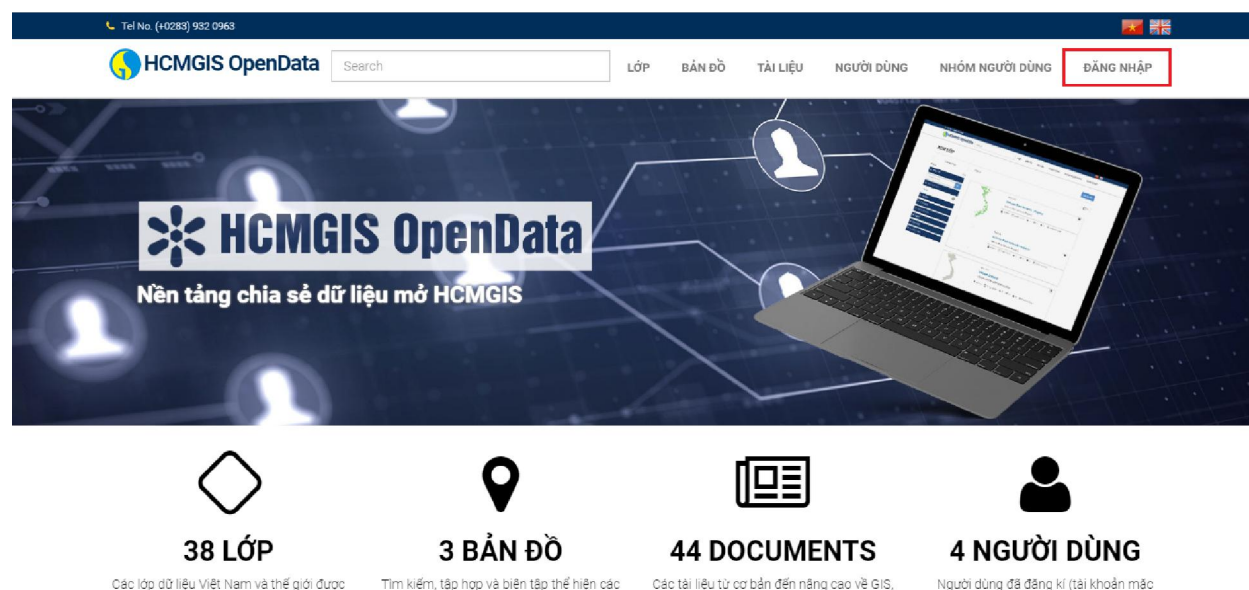 Tel No. (+0283) 932 0963
HCMGIS OpenData
Search
LỚP
BẢN ĐỒ
TÀI LIỆU
NGƯỜI DÙNG
NHÓM NGƯỜI DÙNG
ĐĂNG NHẬP
HCMGIS OpenData
Nền tảng chia sẻ dữ liệu mở HCMGIS
38 LỚP
Các lớp dữ liệu Việt Nam và thế giới được
3 BẢN ĐỒ
Tìm kiếm, tập hợp và biên tập thể hiện các
44 DOCUMENTS
Các tài liệu từ cơ bản đến nâng cao về GIS,
4 NGƯỜI DÙNG
Người dùng đã đăng kí (tài khoản mặc